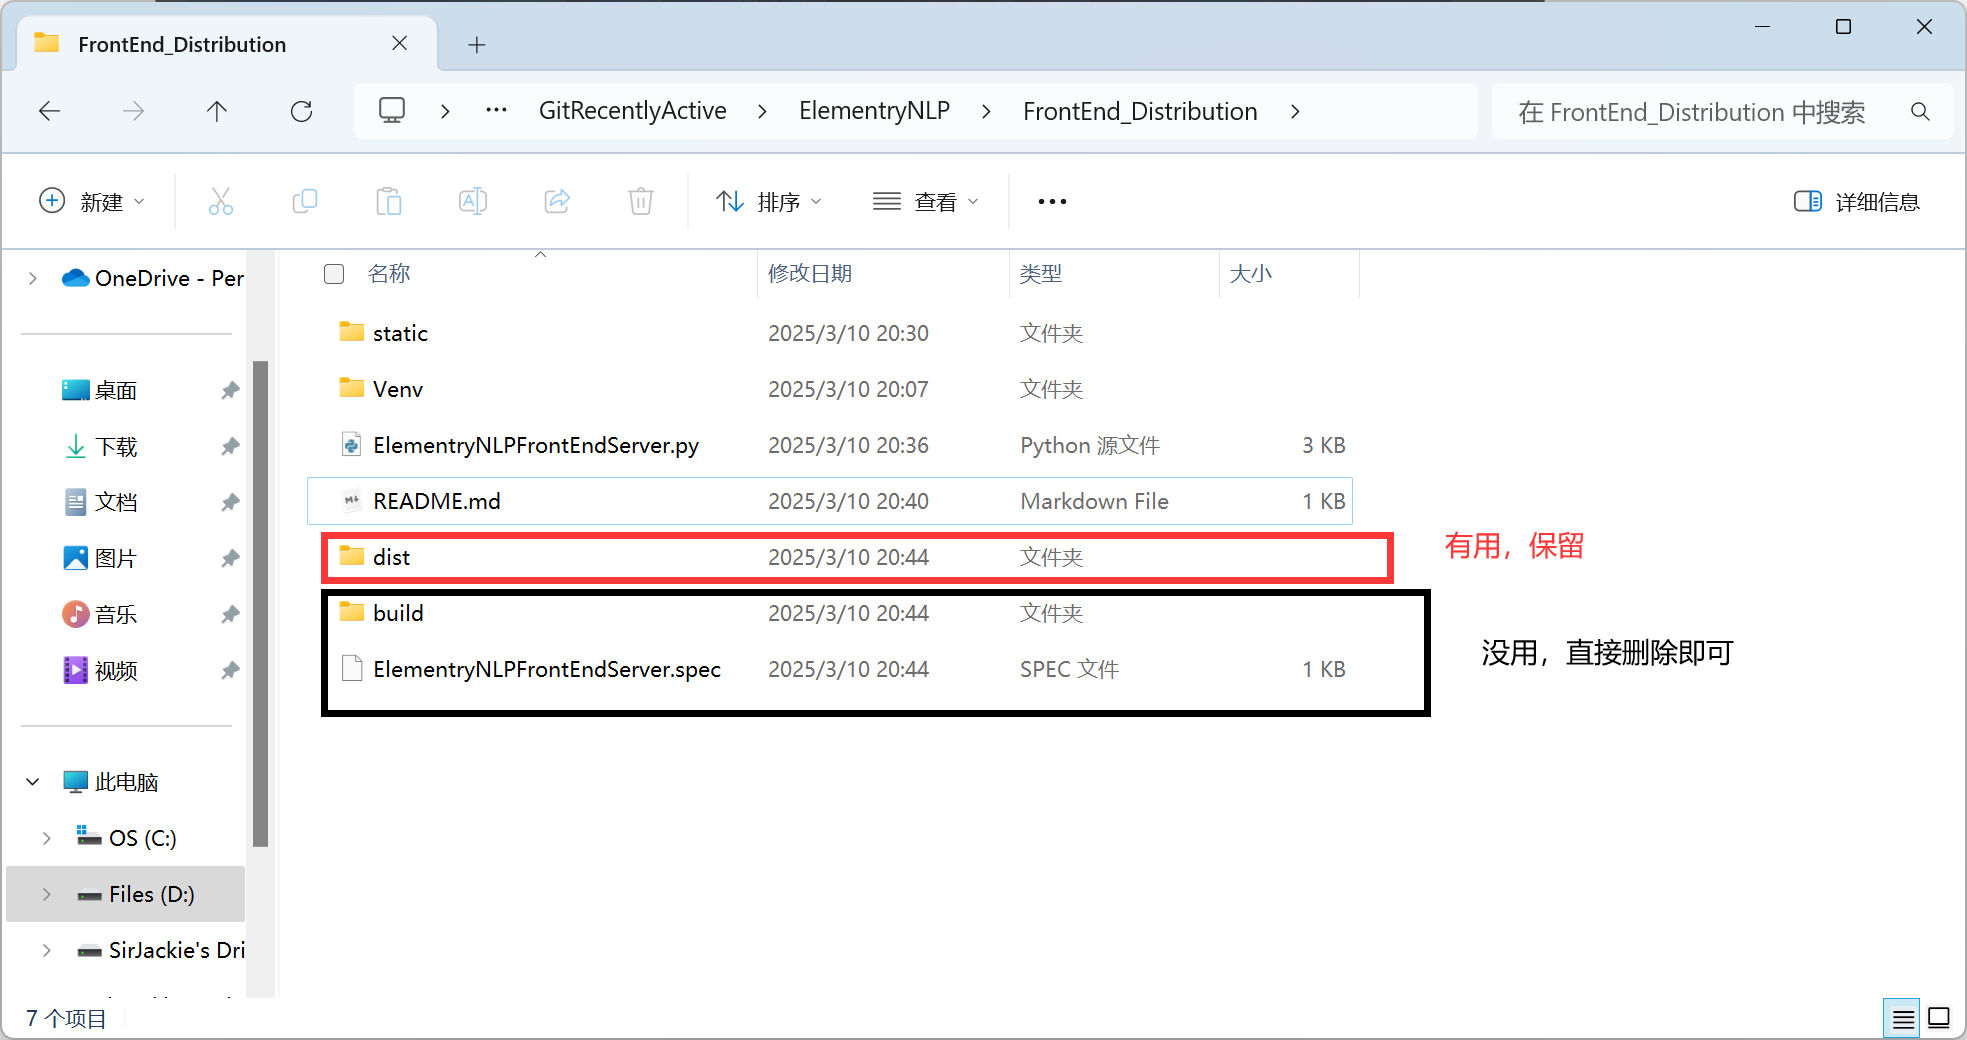 FrontEnd_Distribution
GitRecentlyActive > ElementryNLP > FrontEnd_Distribution >
在 FrontEnd_Distribution 中搜索
新建
排序
查看
详细信息
OneDrive - Per
桌面
下载
文档
图片
音乐
视频
此电脑
OS (C:)
Files (D:)
SirJackie's Dri
名称 修改日期 类型 大小
static 2025/3/10 20:30 文件夹
Venv 2025/3/10 20:07 文件夹
ElementryNLPFrontEndServer.py 2025/3/10 20:36 Python 源文件 3 KB
README.md 2025/3/10 20:40 Markdown File 1 KB
dist 2025/3/10 20:44 文件夹
有用，保留
build 2025/3/10 20:44 文件夹
ElementryNLPFrontEndServer.spec 2025/3/10 20:44 SPEC 文件 1 KB
没用，直接删除即可
7 个项目